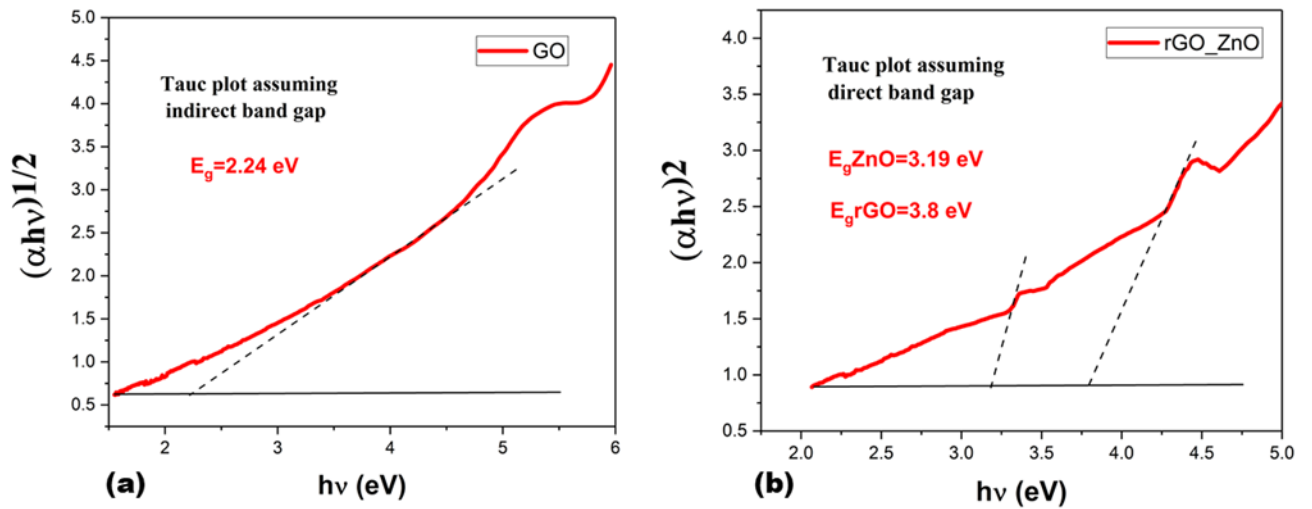 GO
Tauc plot assuming
indirect band gap
E_g=2.24 eV
(αhν)1/2
5.0
4.5
4.0
3.5
3.0
2.5
2.0
1.5
1.0
0.5
2 3 4 5 6
hν (eV)
(a)
rGO_ZnO
Tauc plot assuming
direct band gap
E_gZnO=3.19 eV
E_grGO=3.8 eV
(αhν)2
4.0
3.5
3.0
2.5
2.0
1.5
1.0
0.5
2.0 2.5 3.0 3.5 4.0 4.5 5.0
hν (eV)
(b)